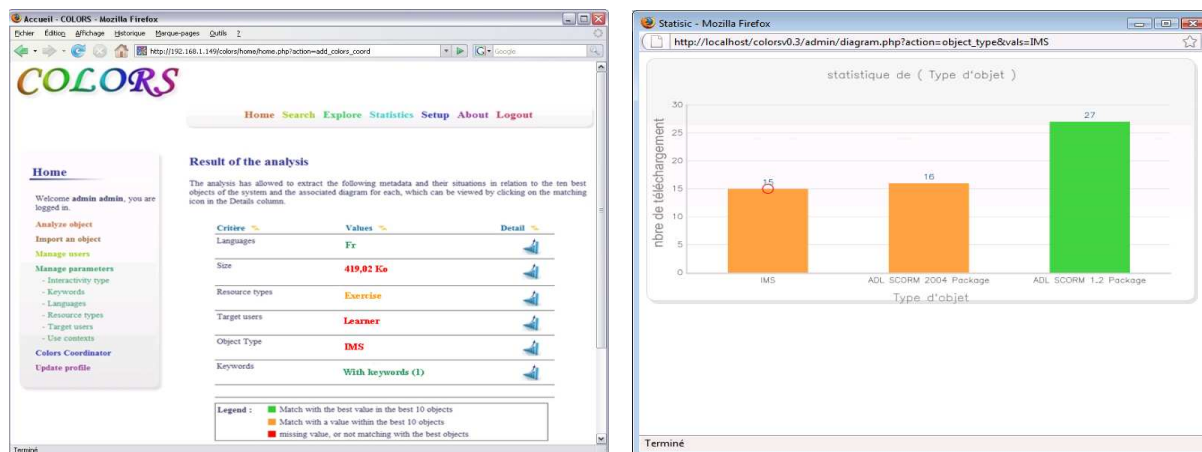 Accueil - COLORS - Mozilla Firefox
Fichier Édition Affichage Historique Marque-pages Outils ?
http://192.168.1.149/colors/home/home.php?action=add_colors_coord
Google
COLORS
Home Search Explore Statistics Setup About Logout
Home
Welcome admin admin, you are
logged in.
Analyze object
Import an object
Manage users
Manage parameters
- Interactivity type
- Keywords
- Languages
- Resource types
- Target users
- Use contexts
Colors Coordinator
Update profile
Result of the analysis
The analysis has allowed to extract the following metadata and their situations in relation to the ten best
objects of the system and the associated diagram for each, which can be viewed by clicking on the matching
icon in the Details column.
Critère Values Detail
Languages Fr
Size 419,02 Ko
Resource types Exercise
Target users Learner
Object Type IMS
Keywords With keywords (1)
Legend : Match with the best value in the best 10 objects
Match with a value within the best 10 objects
missing value, or not matching with the best objects
Terminé
Statisic - Mozilla Firefox
http://localhost/colorsv0.3/admin/diagram.php?action=object_type&vals=IMS
statistique de ( Type d'objet )
nbre de téléchargement
30
25
20
15
10
5
0
15
16
27
IMS
ADL SCORM 2004 Package
ADL SCORM 1.2 Package
Type d'objet
Terminé